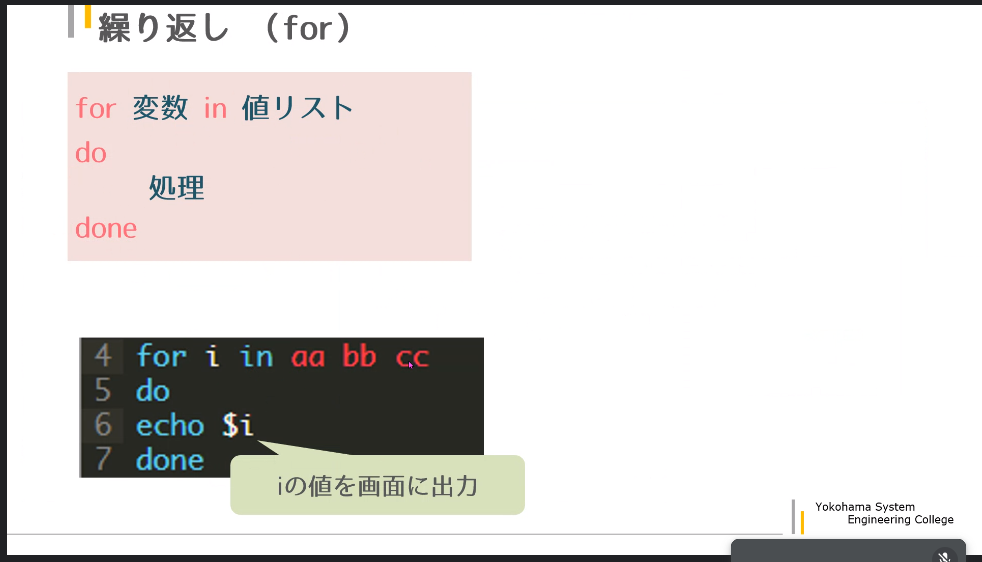 繰り返し （for）
for 変数 in 値リスト
do
処理
done
4 for i in aa bb cc
5 do
6 echo $i
7 done
iの値を画面に出力
Yokohama System
Engineering College